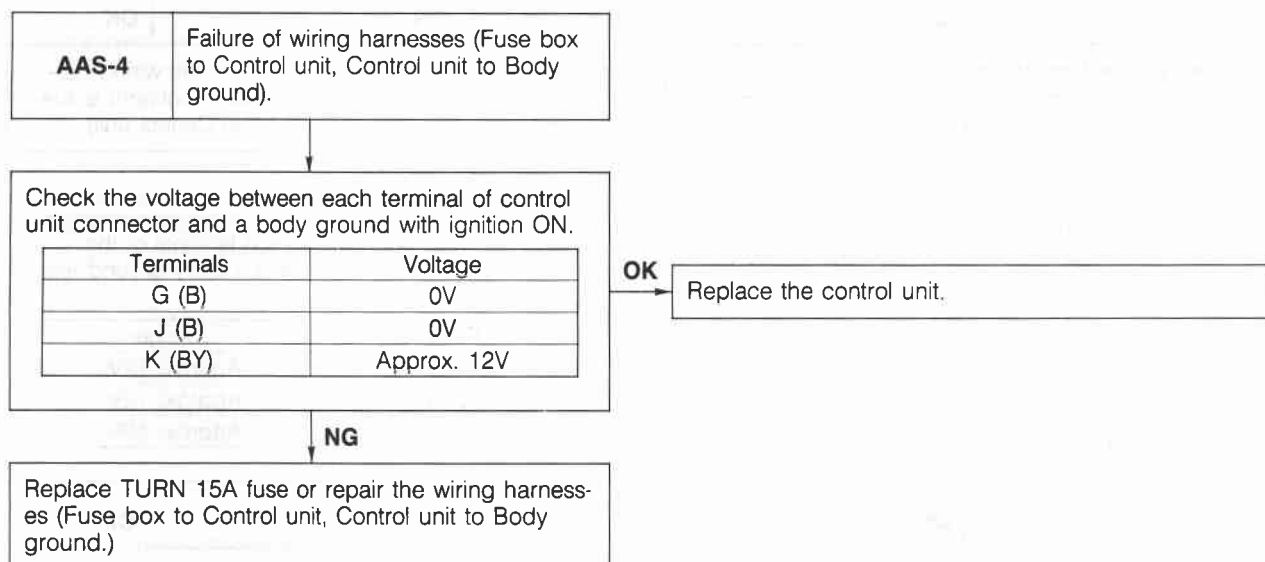 AAS-4
Failure of wiring harnesses (Fuse box
to Control unit, Control unit to Body
ground).
Check the voltage between each terminal of control
unit connector and a body ground with ignition ON.
Terminals Voltage
G (B) 0V
J (B) 0V
K (BY) Approx. 12V
OK
Replace the control unit.
NG
Replace TURN 15A fuse or repair the wiring harness-
es (Fuse box to Control unit, Control unit to Body
ground.)